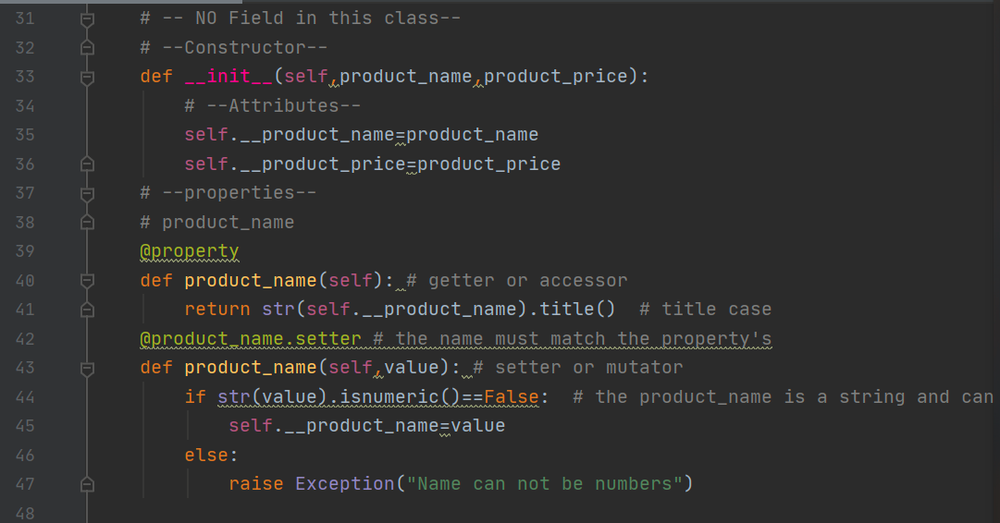 31 # -- NO Field in this class--
32 # --Constructor--
33 def __init__(self,product_name,product_price):
34 # --Attributes--
35 self.__product_name=product_name
36 self.__product_price=product_price
37 # --properties--
38 # product_name
39 @property
40 def product_name(self): # getter or accessor
41 return str(self.__product_name).title()  # title case
42 @product_name.setter # the name must match the property's
43 def product_name(self,value): # setter or mutator
44 if str(value).isnumeric()==False:  # the product_name is a string and can
45 self.__product_name=value
46 else:
47 raise Exception("Name can not be numbers")
48